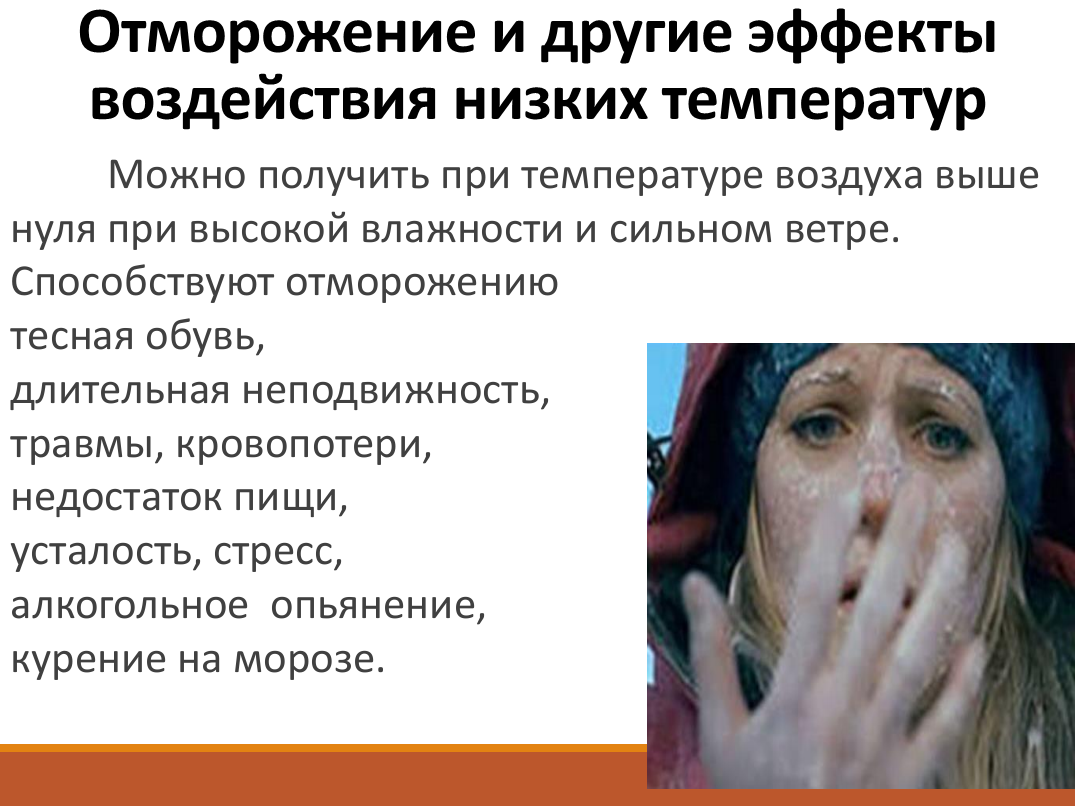 Отморожение и другие эффекты
воздействия низких температур
Можно получить при температуре воздуха выше
нуля при высокой влажности и сильном ветре.
Способствуют отморожению
тесная обувь,
длительная неподвижность,
травмы, кровопотери,
недостаток пищи,
усталость, стресс,
алкогольное  опьянение,
курение на морозе.